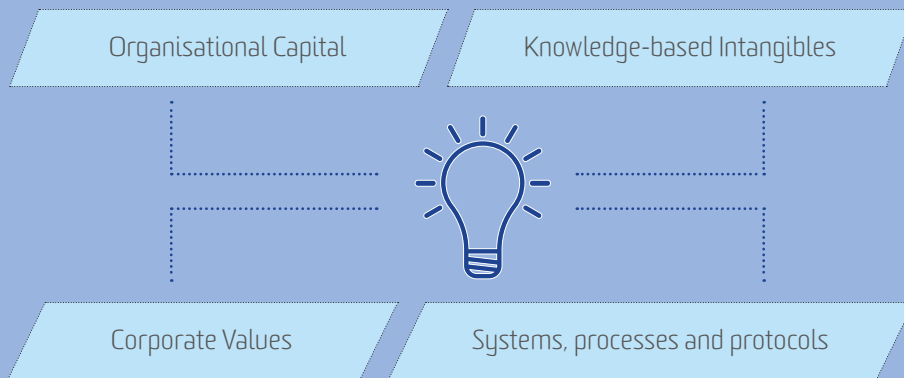 Organisational Capital
Knowledge-based Intangibles
Corporate Values
Systems, processes and protocols